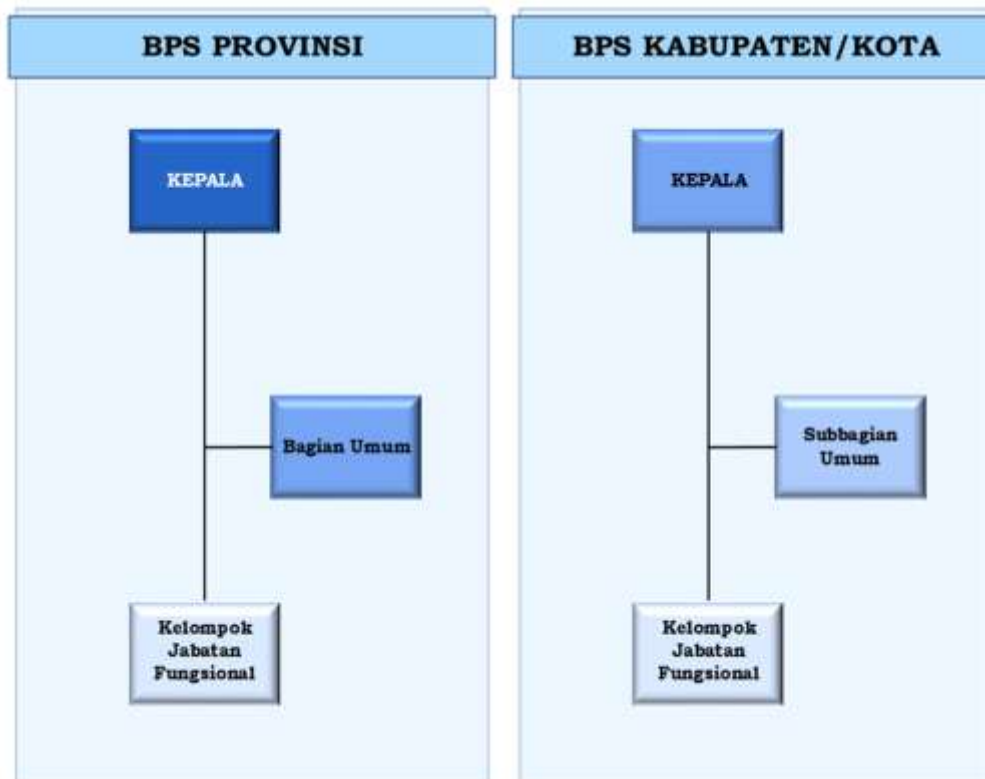 BPS PROVINSI
KEPALA
Bagian Umum
Kelompok
Jabatan
Fungsional
BPS KABUPATEN/KOTA
KEPALA
Subbagian
Umum
Kelompok
Jabatan
Fungsional